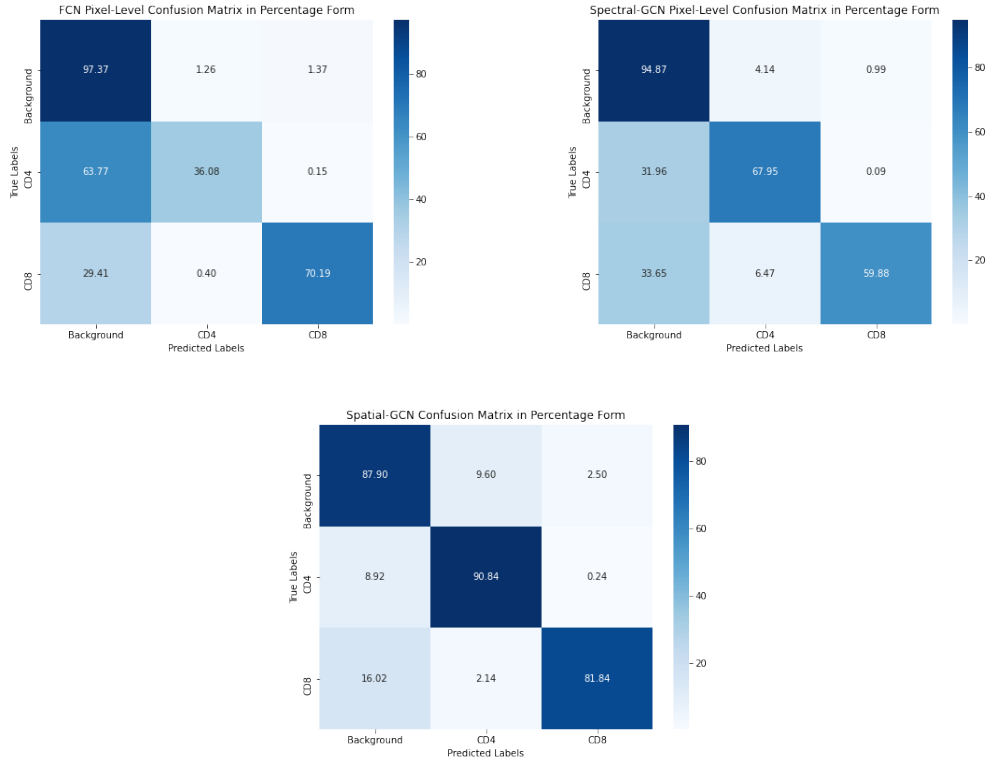 FCN Pixel-Level Confusion Matrix in Percentage Form
True Labels
Background
CD4
CD8
97.37 1.26 1.37
63.77 36.08 0.15
29.41 0.40 70.19
Background CD4 CD8
Predicted Labels
80
60
40
20
Spectral-GCN Pixel-Level Confusion Matrix in Percentage Form
True Labels
Background
CD4
CD8
94.87 4.14 0.99
31.96 67.95 0.09
33.65 6.47 59.88
Background CD4 CD8
Predicted Labels
80
60
40
20
Spatial-GCN Confusion Matrix in Percentage Form
True Labels
Background
CD4
CD8
87.90 9.60 2.50
8.92 90.84 0.24
16.02 2.14 81.84
Background CD4 CD8
Predicted Labels
80
60
40
20